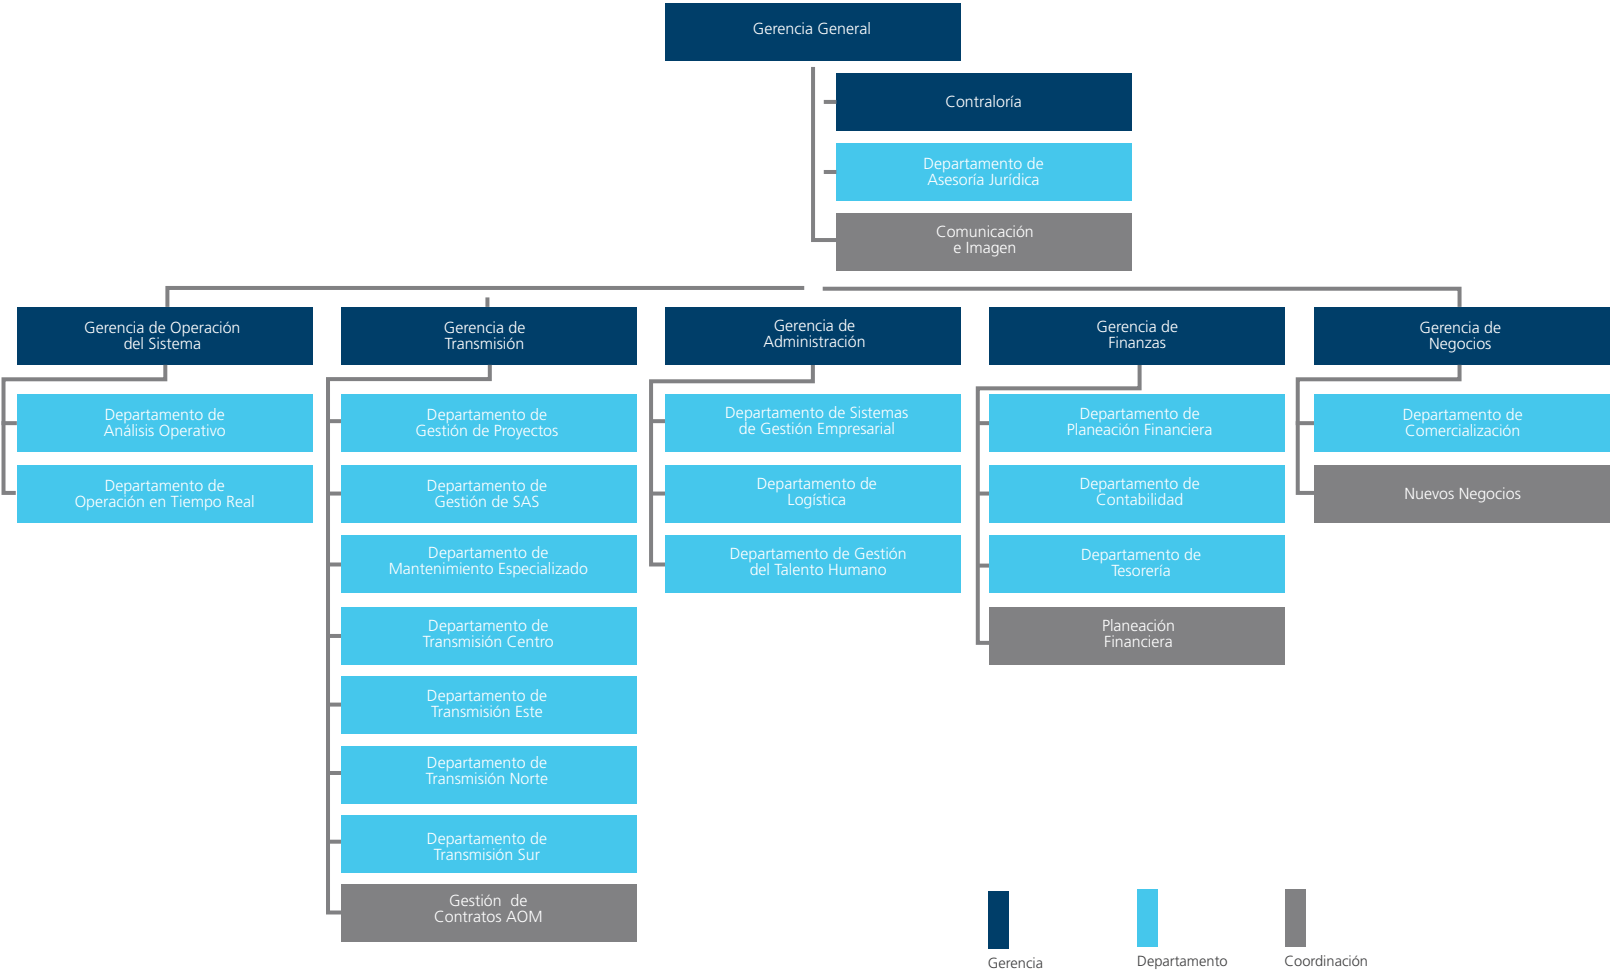 Gerencia General
Contraloría
Departamento de
Asesoría Jurídica
Comunicación
e Imagen
Gerencia de Operación
del Sistema
Departamento de
Análisis Operativo
Departamento de
Operación en Tiempo Real
Gerencia de
Transmisión
Departamento de
Gestión de Proyectos
Departamento de
Gestión de SAS
Departamento de
Mantenimiento Especializado
Departamento de
Transmisión Centro
Departamento de
Transmisión Este
Departamento de
Transmisión Norte
Departamento de
Transmisión Sur
Gestión de
Contratos AOM
Gerencia de
Administración
Departamento de Sistemas
de Gestión Empresarial
Departamento de
Logística
Departamento de Gestión
del Talento Humano
Gerencia de
Finanzas
Departamento de
Planeación Financiera
Departamento de
Contabilidad
Departamento de
Tesorería
Planeación
Financiera
Gerencia de
Negocios
Departamento de
Comercialización
Nuevos Negocios
Gerencia
Departamento
Coordinación